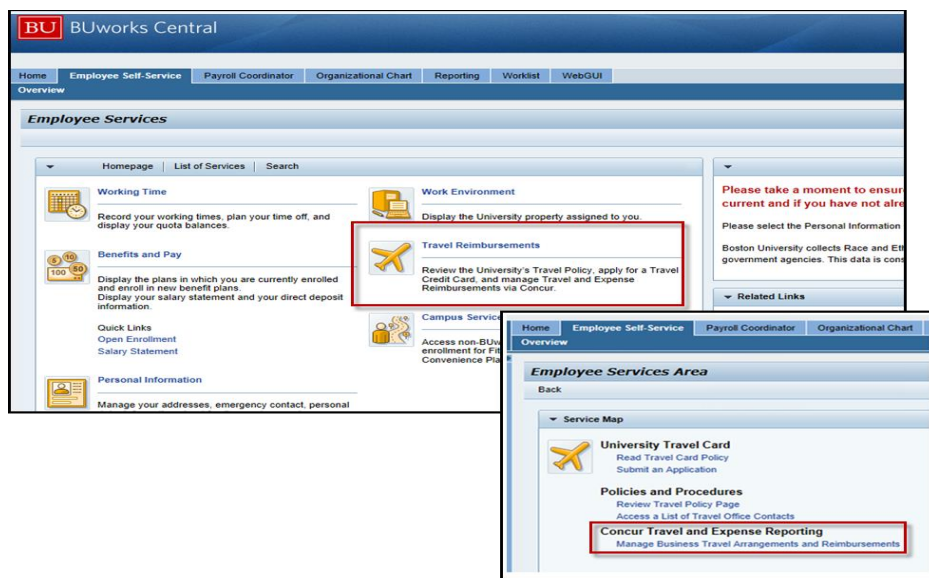 BU BUworks Central
Home Employee Self-Service Payroll Coordinator Organizational Chart Reporting Worklist WebGUI
Overview
Employee Services
Homepage | List of Services | Search
Working Time
Record your working times, plan your time off, and
display your quota balances.
Benefits and Pay
Display the plans in which you are currently enrolled
and enroll in new benefit plans.
Display your salary statement and your direct deposit
information.
Quick Links
Open Enrollment
Salary Statement
Personal Information
Manage your addresses, emergency contact, personal
Work Environment
Display the University property assigned to you.
Travel Reimbursements
Review the University's Travel Policy, apply for a Travel
Credit Card, and manage Travel and Expense
Reimbursements via Concur.
Campus Service
Access non-BUw
enrollment for Fit
Convenience Pla
Please take a moment to ensur
current and if you have not alre
Please select the Personal Information
Boston University collects Race and Eth
government agencies. This data is cons
Related Links
5 10
100 50
Home Employee Self-Service Payroll Coordinator Organizational Chart
Overview
Employee Services Area
Back
Service Map
University Travel Card
Read Travel Card Policy
Submit an Application
Policies and Procedures
Review Travel Policy Page
Access a List of Travel Office Contacts
Concur Travel and Expense Reporting
Manage Business Travel Arrangements and Reimbursements